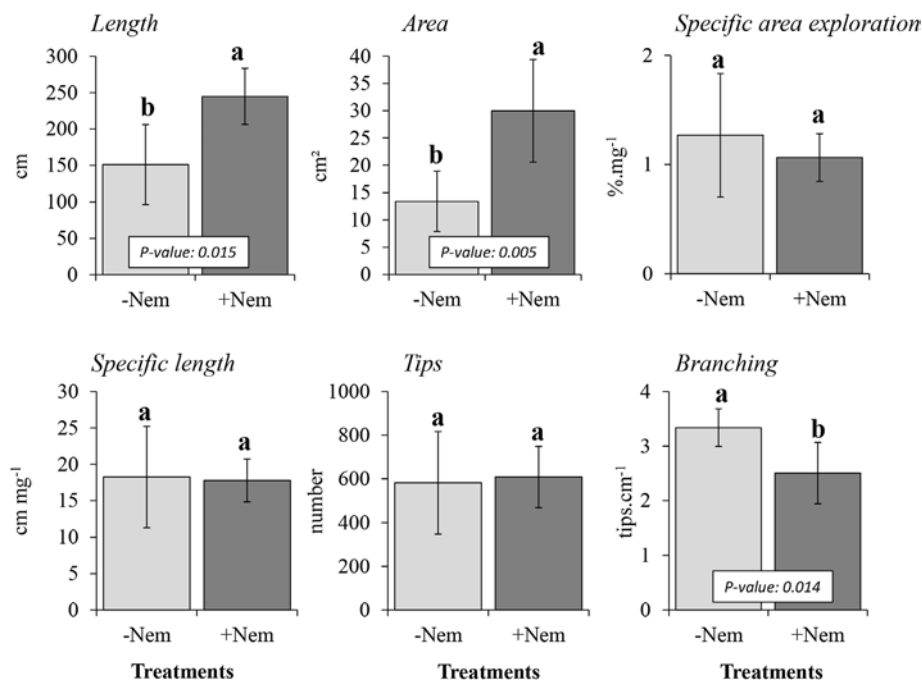 Length
300
250
200
150
100
50
0
cm
b
a
P-value: 0.015
-Nem +Nem
Area
40
35
30
25
20
15
10
5
0
cm²
b
a
P-value: 0.005
-Nem +Nem
Specific area exploration
2
1
0
%.mg⁻¹
a
a
-Nem +Nem
Specific length
30
25
20
15
10
5
0
cm mg⁻¹
a
a
-Nem +Nem
Treatments
Tips
1000
800
600
400
200
0
number
a
a
-Nem +Nem
Treatments
Branching
4
3
2
1
0
tips.cm⁻¹
a
b
P-value: 0.014
-Nem +Nem
Treatments